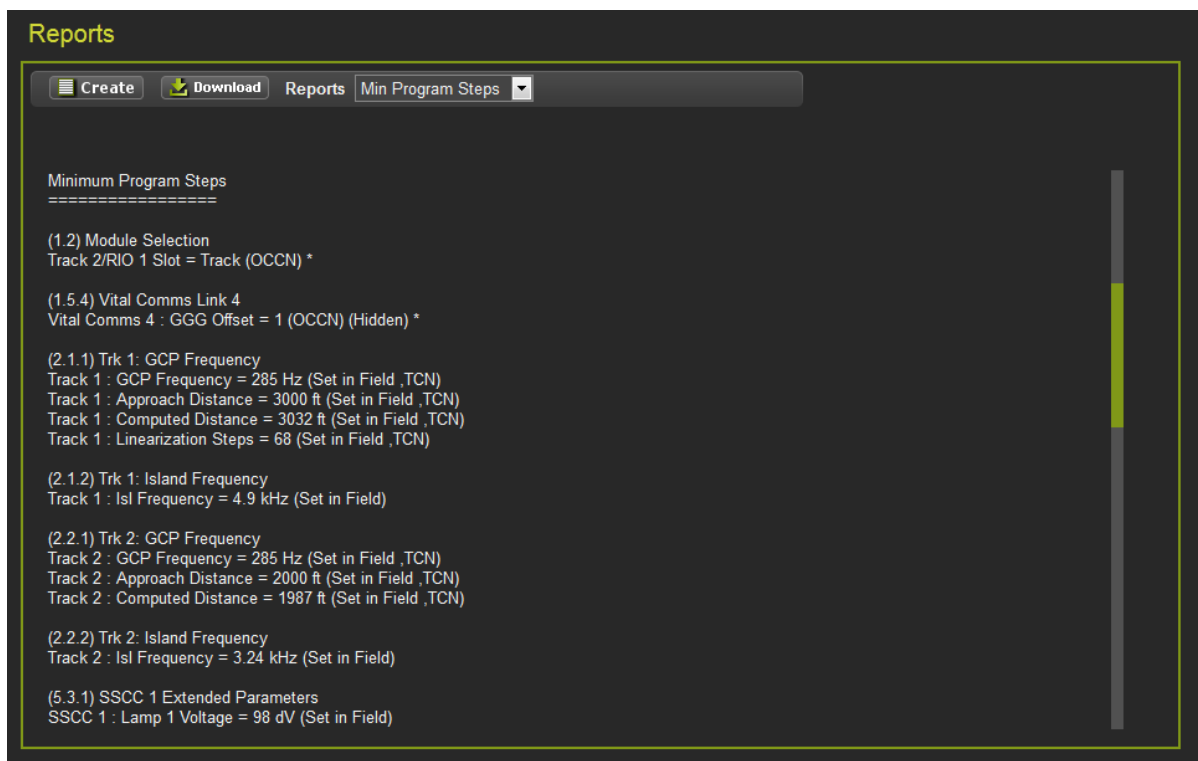 Reports
Create Download Reports Min Program Steps
Minimum Program Steps
=================
(1.2) Module Selection
Track 2/RIO 1 Slot = Track (OCCN) *
(1.5.4) Vital Comms Link 4
Vital Comms 4 : GGG Offset = 1 (OCCN) (Hidden) *
(2.1.1) Trk 1: GCP Frequency
Track 1 : GCP Frequency = 285 Hz (Set in Field ,TCN)
Track 1 : Approach Distance = 3000 ft (Set in Field ,TCN)
Track 1 : Computed Distance = 3032 ft (Set in Field ,TCN)
Track 1 : Linearization Steps = 68 (Set in Field ,TCN)
(2.1.2) Trk 1: Island Frequency
Track 1 : Isl Frequency = 4.9 kHz (Set in Field)
(2.2.1) Trk 2: GCP Frequency
Track 2 : GCP Frequency = 285 Hz (Set in Field ,TCN)
Track 2 : Approach Distance = 2000 ft (Set in Field ,TCN)
Track 2 : Computed Distance = 1987 ft (Set in Field ,TCN)
(2.2.2) Trk 2: Island Frequency
Track 2 : Isl Frequency = 3.24 kHz (Set in Field)
(5.3.1) SSCC 1 Extended Parameters
SSCC 1 : Lamp 1 Voltage = 98 dV (Set in Field)